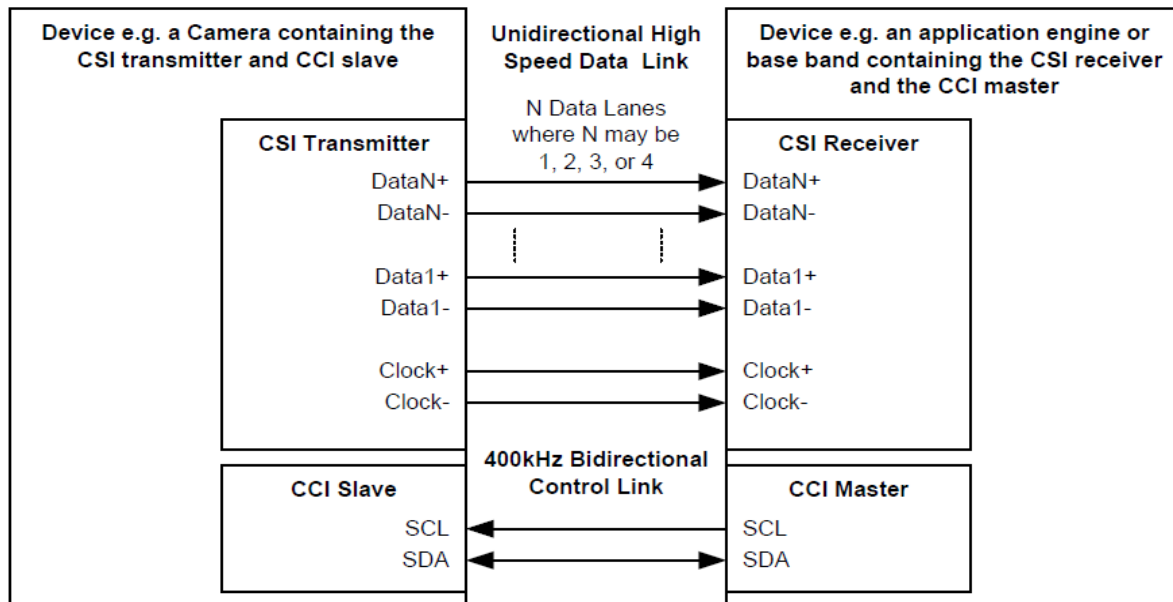 Device e.g. a Camera containing the
CSI transmitter and CCI slave
Unidirectional High
Speed Data Link
N Data Lanes
where N may be
1, 2, 3, or 4
Device e.g. an application engine or
base band containing the CSI receiver
and the CCI master
CSI Transmitter
DataN+
DataN-
Data1+
Data1-
Clock+
Clock-
CSI Receiver
DataN+
DataN-
Data1+
Data1-
Clock+
Clock-
400kHz Bidirectional
Control Link
CCI Slave
SCL
SDA
CCI Master
SCL
SDA